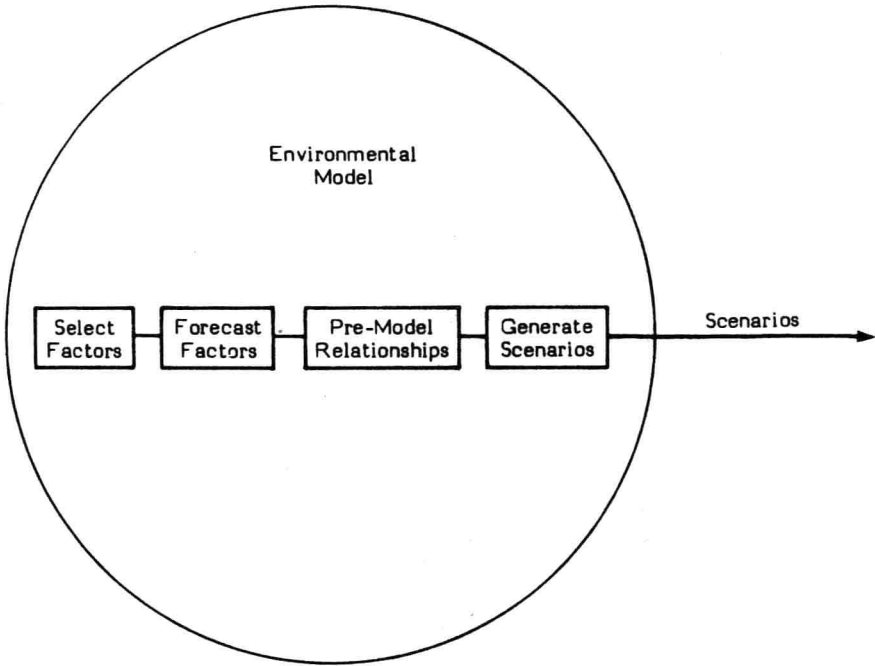 Environmental
Model
Select
Factors
Forecast
Factors
Pre-Model
Relationships
Generate
Scenarios
Scenarios